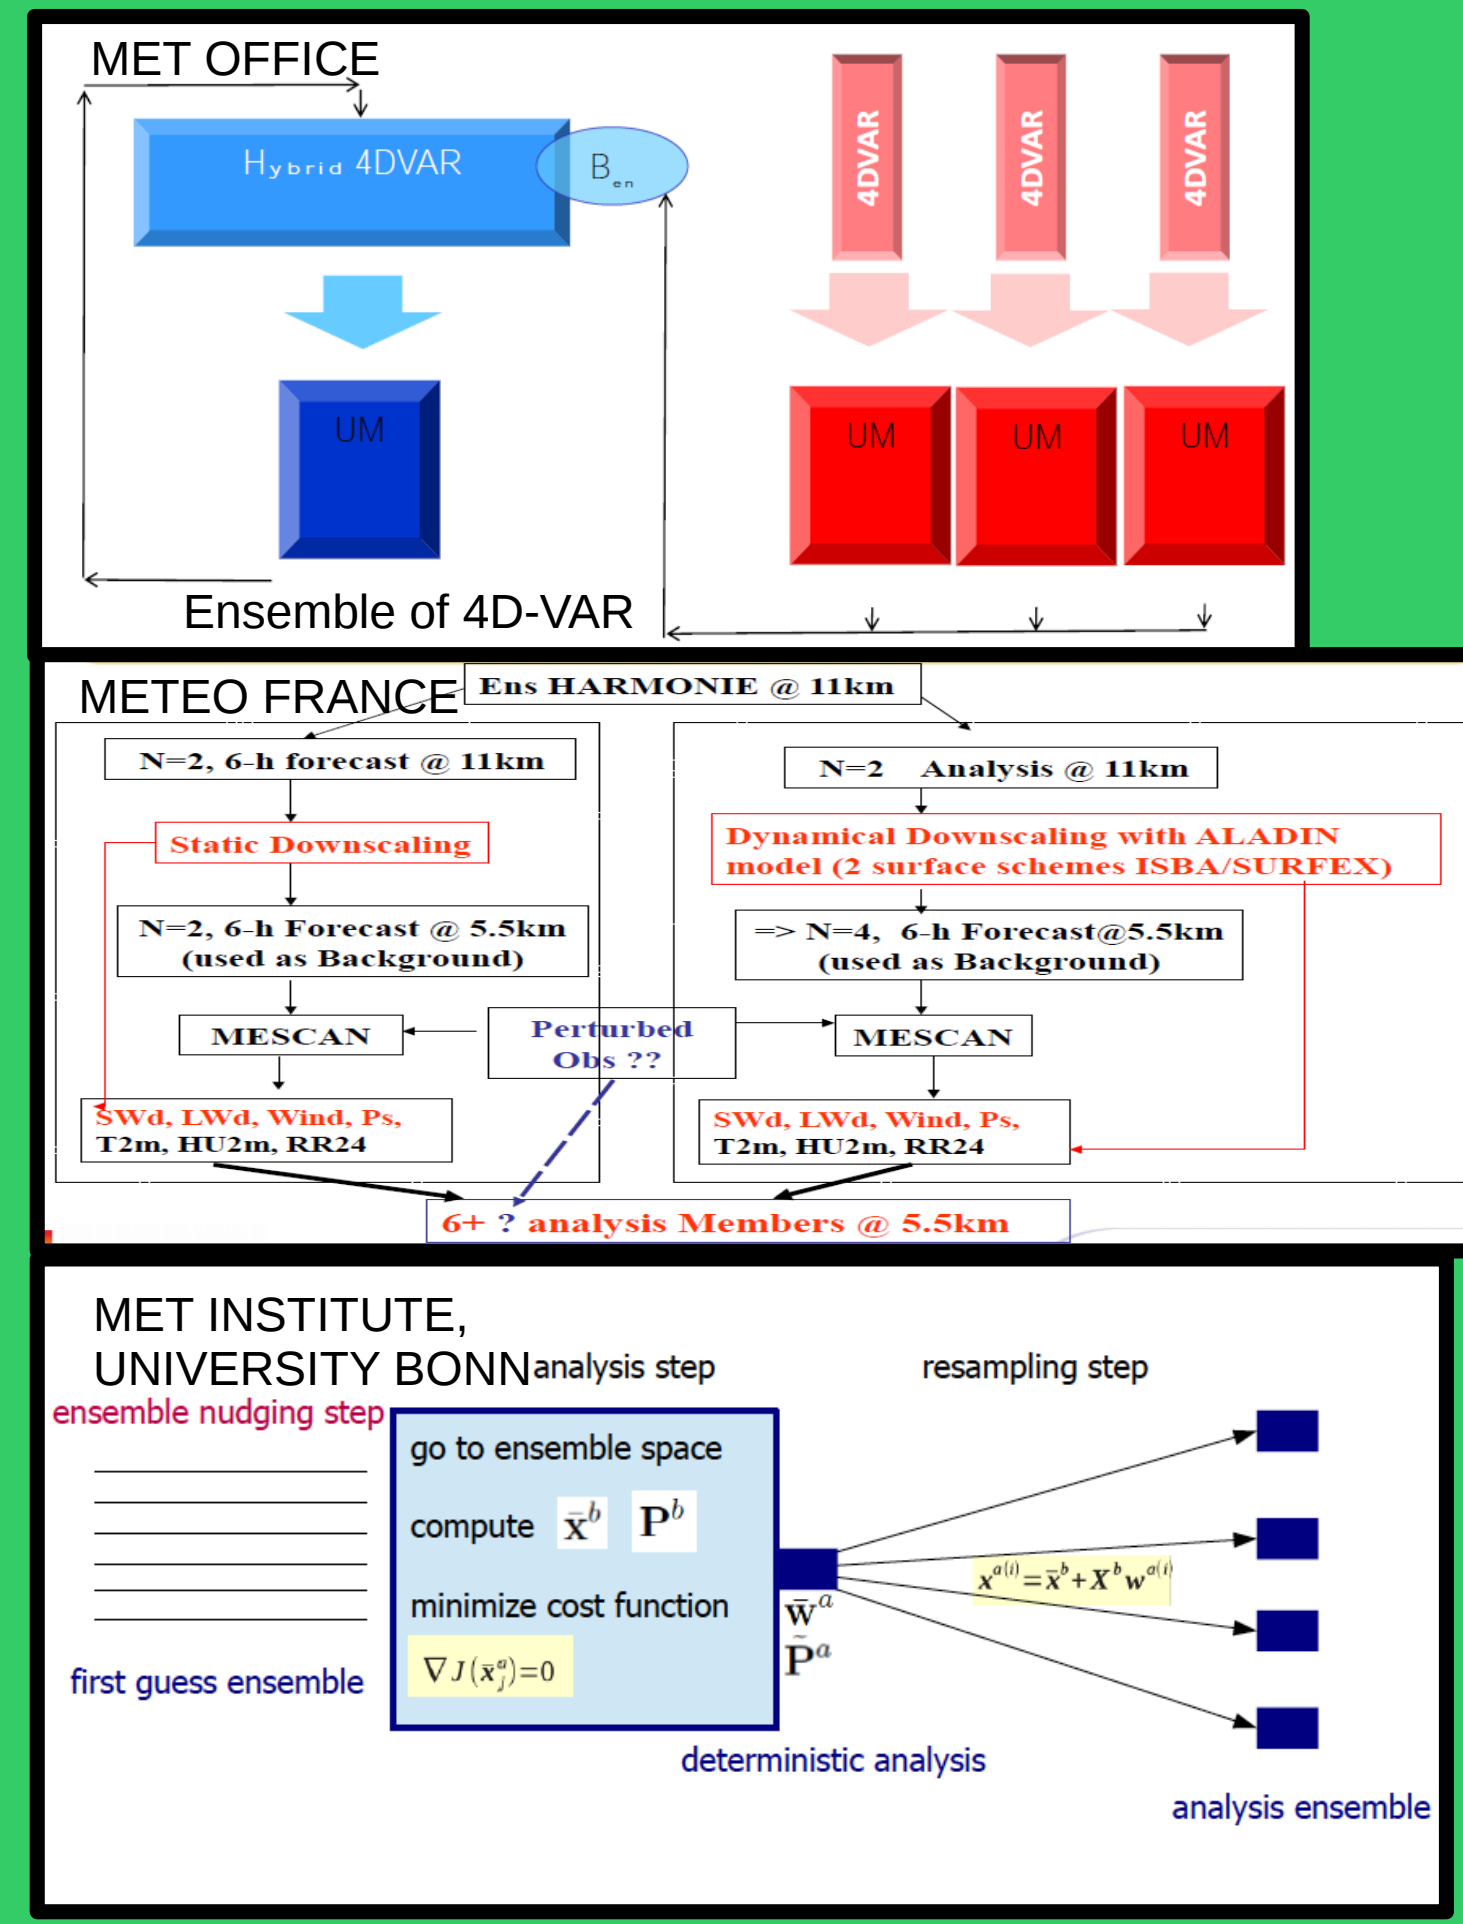 MET OFFICE
Hybrid 4DVAR
B en
4DVAR
4DVAR
4DVAR
UM
UM
UM
UM
Ensemble of 4D-VAR
METEO FRANCE
Ens HARMONIE @ 11km
N=2, 6-h forecast @ 11km
Static Downscaling
N=2, 6-h Forecast @ 5.5km
(used as Background)
MESCAN
SWd, LWd, Wind, Ps,
T2m, HU2m, RR24
N=2 Analysis @ 11km
Dynamical Downscaling with ALADIN
model (2 surface schemes ISBA/SURFEX)
=> N=4, 6-h Forecast@5.5km
(used as Background)
Perturbed
Obs ??
MESCAN
SWd, LWd, Wind, Ps,
T2m, HU2m, RR24
6+ ? analysis Members @ 5.5km
MET INSTITUTE,
UNIVERSITY BONN
analysis step
resampling step
ensemble nudging step
go to ensemble space
compute x̄^b P^b
minimize cost function
∇J(x̄_j^a)=0
first guess ensemble
w̄^a
P̃^a
x^a(i)=x̄^b+X^b w^a(i)
deterministic analysis
analysis ensemble